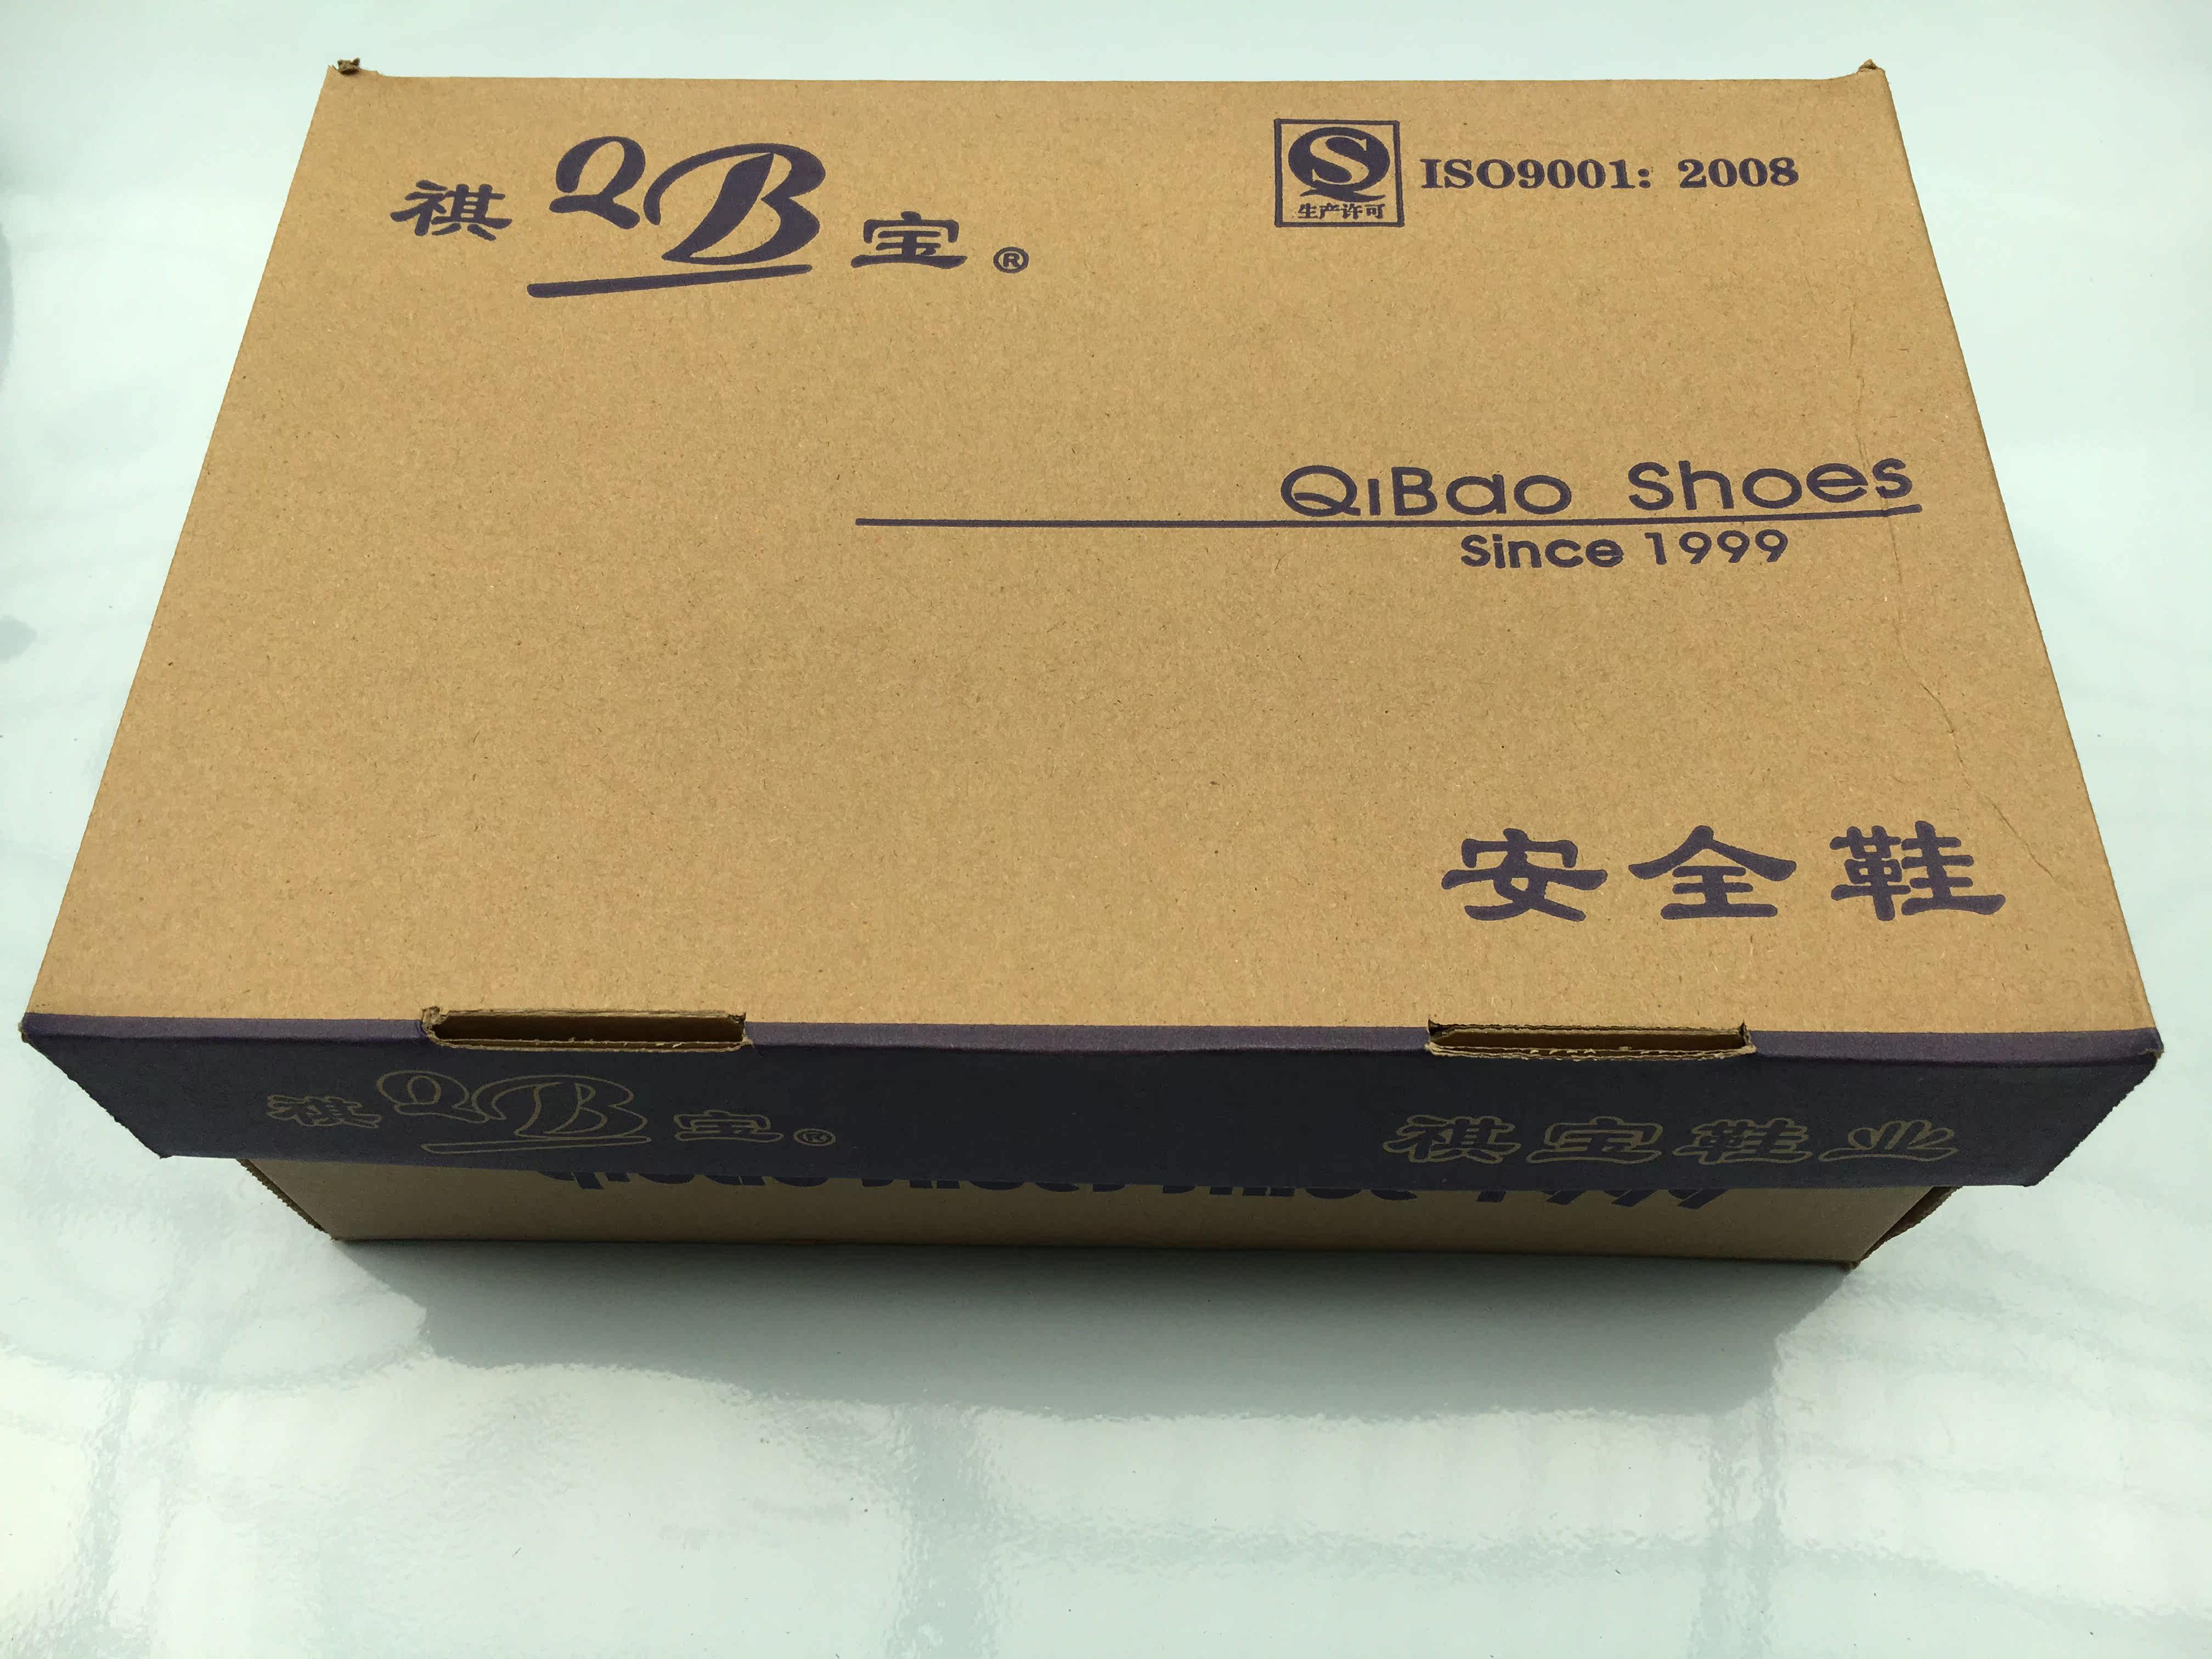 祺 QB 宝 ®
QS 生产许可 ISO9001: 2008
QiBao Shoes
Since 1999
安全鞋
祺 QB 宝 ® 祺宝鞋业